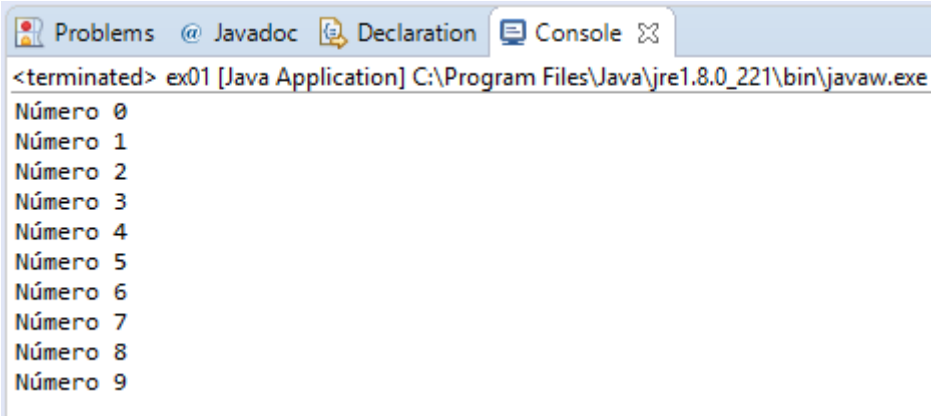 Problems @ Javadoc Declaration Console
<terminated> ex01 [Java Application] C:\Program Files\Java\jre1.8.0_221\bin\javaw.exe
Número 0
Número 1
Número 2
Número 3
Número 4
Número 5
Número 6
Número 7
Número 8
Número 9